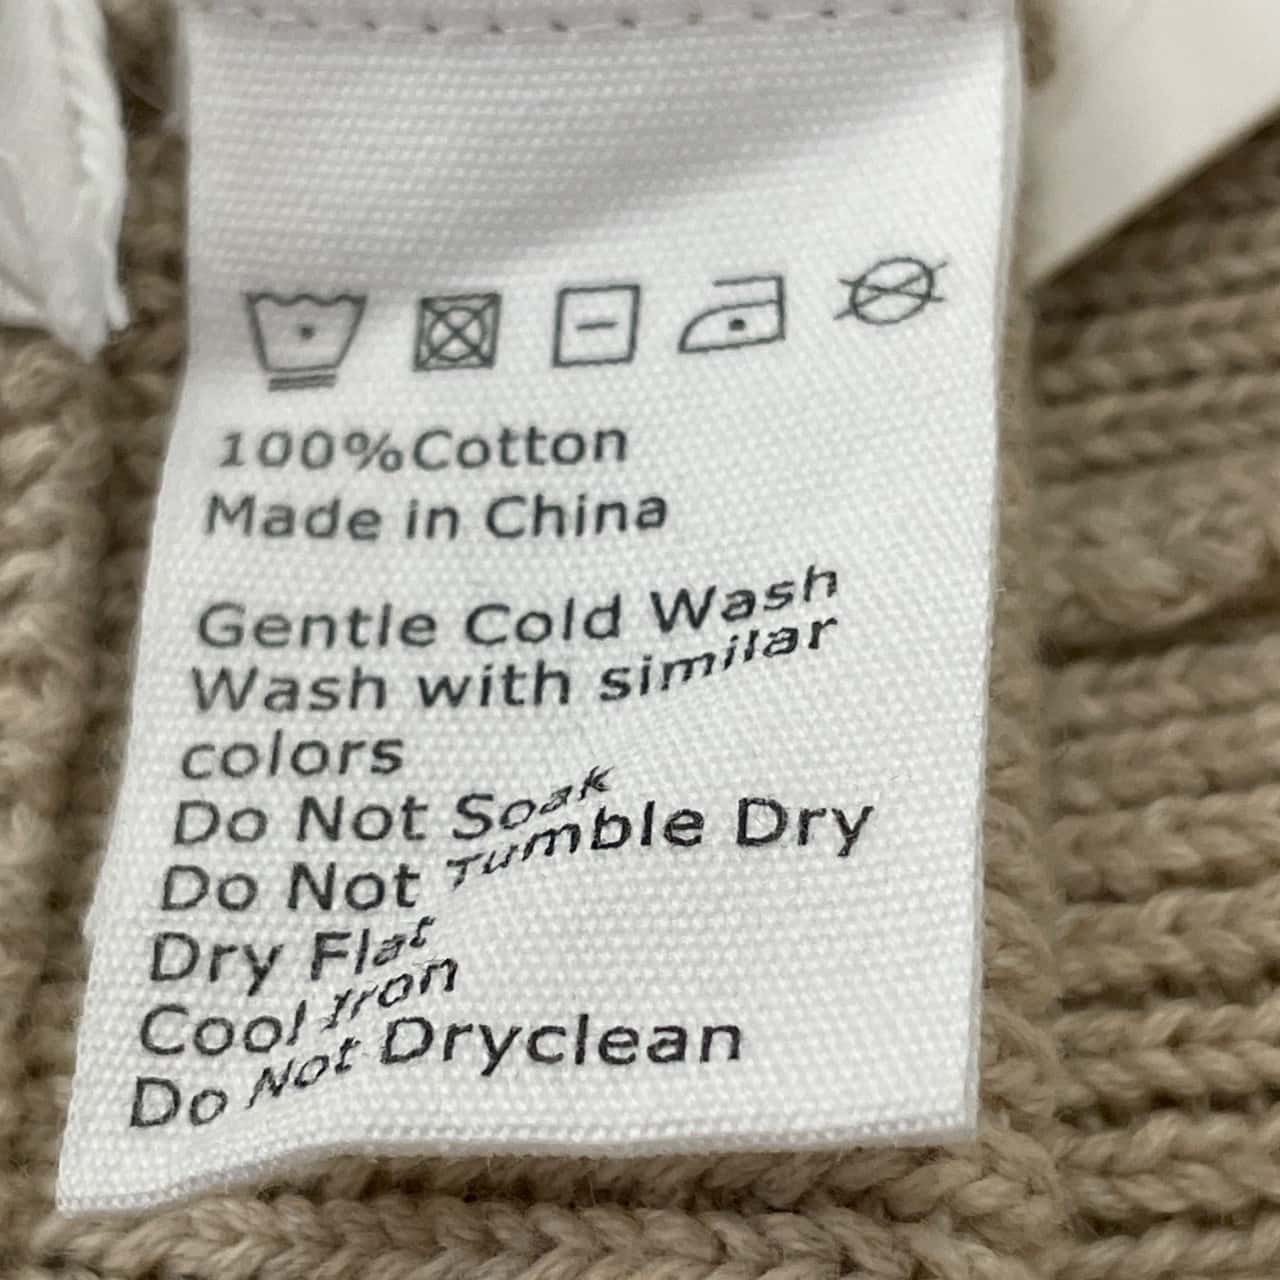 100%Cotton
Made in China
Gentle Cold Wash
Wash with similar
colors
Do Not Soak
Do Not Tumble Dry
Dry Flat
Cool Iron
Do Not Dryclean